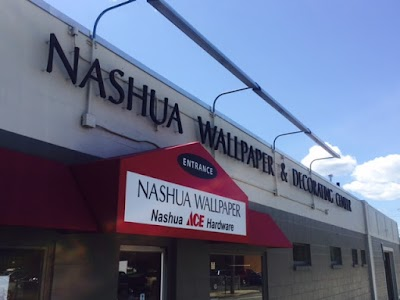 NASHUA WALLPAPER & DECORATING CENTER
ENTRANCE
NASHUA WALLPAPER
Nashua ACE Hardware